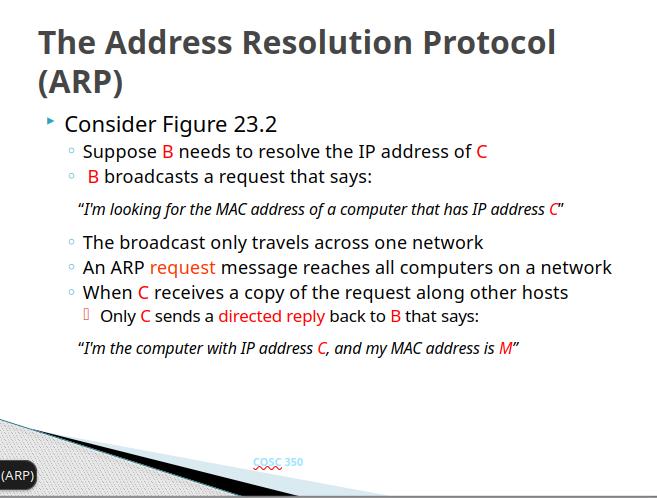 The Address Resolution Protocol
(ARP)
Consider Figure 23.2
Suppose B needs to resolve the IP address of C
B broadcasts a request that says:
“I'm looking for the MAC address of a computer that has IP address C”
The broadcast only travels across one network
An ARP request message reaches all computers on a network
When C receives a copy of the request along other hosts
Only C sends a directed reply back to B that says:
“I'm the computer with IP address C, and my MAC address is M”
COSC 350
(ARP)